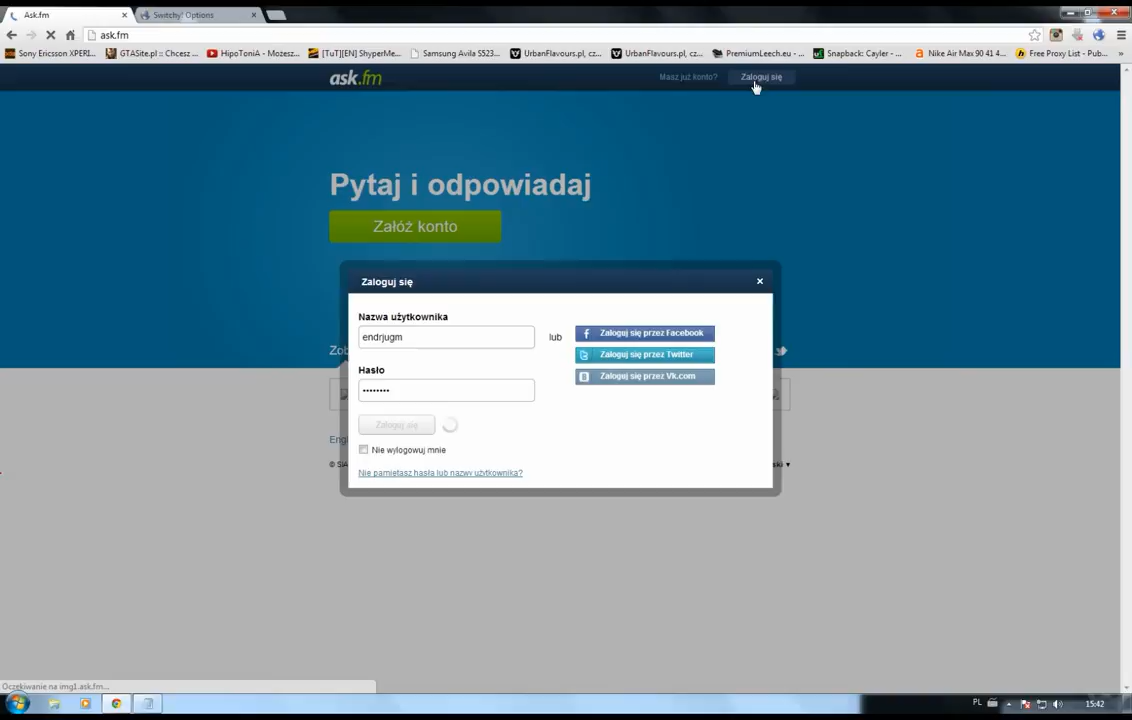 Ask.fm
Switchy! Options
ask.fm
Sony Ericsson XPERI...
GTASite.pl :: Chcesz ...
HipoToniA - Możesz...
[TuT][EN] ShyperMe...
Samsung Avila S523...
UrbanFlavours.pl, cz...
UrbanFlavours.pl, cz...
PremiumLeech.eu - ...
Snapback: Cayler - ...
Nike Air Max 90 41 4...
Free Proxy List - Pub...
ask.fm
Masz już konto?
Zaloguj się
Pytaj i odpowiadaj
Załóż konto
Zaloguj się
Nazwa użytkownika
endrjugm
lub
Zaloguj się przez Facebook
Zaloguj się przez Twitter
Zaloguj się przez Vk.com
Hasło
Zaloguj się
Nie wylogowuj mnie
Nie pamiętasz hasła lub nazwy użytkownika?
Oczekiwanie na img1.ask.fm...
PL
15:42